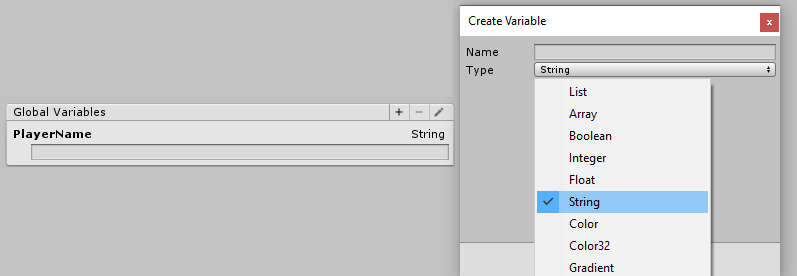 Global Variables
PlayerName String
Create Variable
Name
Type String
List
Array
Boolean
Integer
Float
String
Color
Color32
Gradient